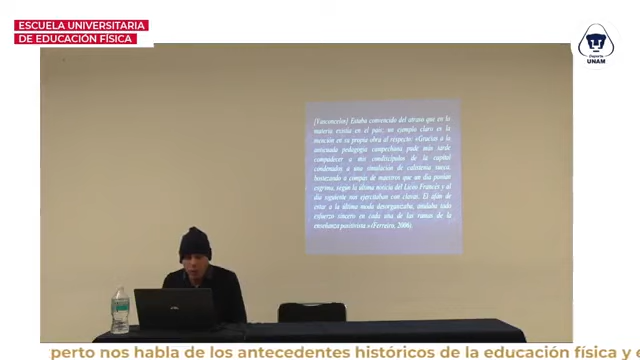 ESCUELA UNIVERSITARIA
DE EDUCACIÓN FÍSICA
Deporte
UNAM
[Vasconcelos] Estaba convencido del atraso que en la
materia existía en el país; un ejemplo claro es la
mención en su propia obra al respecto: «Gracias a la
anticuada pedagogía campechana pude más tarde
compadecer a mis condiscípulos de la capital
condenados a una simulación de calistenia sueca,
bostezando a compás de maestros que un día ponían
esgrima, según la última noticia del Liceo Francés y al
día siguiente nos ejercitaban con clavas. El afán de
estar a la última moda desorganizaba, anulaba todo
esfuerzo sincero en cada una de las ramas de la
enseñanza positivista.» (Ferreiro, 2006).
perto nos habla de los antecedentes históricos de la educación física y